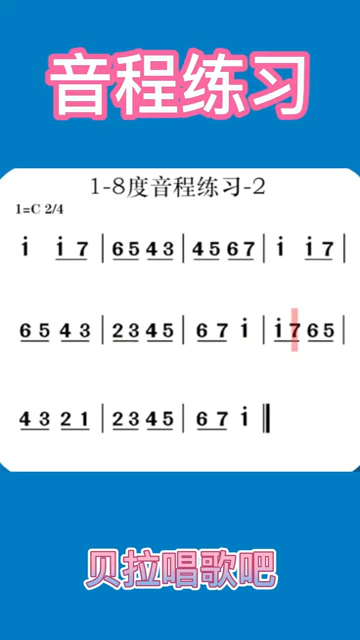 音程练习
1-8度音程练习-2
1=C 2/4
i̇ i̇ 7 | 6 5 4 3 | 4 5 6 7 | i̇ i̇ 7 |
6 5 4 3 | 2 3 4 5 | 6 7 i̇ | i̇ 7 6 5 |
4 3 2 1 | 2 3 4 5 | 6 7 i̇ ‖
贝拉唱歌吧